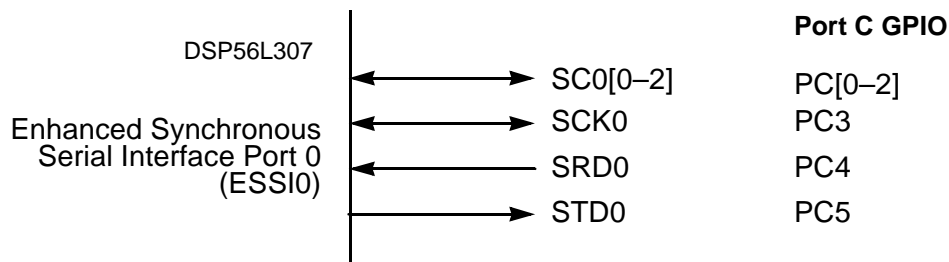 Port C GPIO
DSP56L307
SC0[0–2] PC[0–2]
SCK0 PC3
Enhanced Synchronous
Serial Interface Port 0
(ESSI0)
SRD0 PC4
STD0 PC5